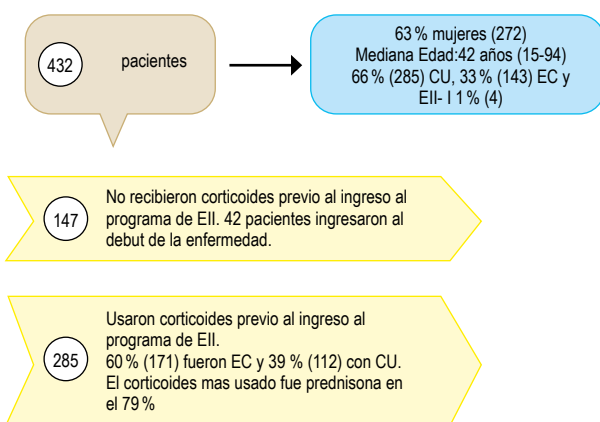 432
pacientes
63 % mujeres (272)
Mediana Edad:42 años (15-94)
66 % (285) CU, 33 % (143) EC y
EII- I 1 % (4)
147
No recibieron corticoides previo al ingreso al
programa de EII. 42 pacientes ingresaron al
debut de la enfermedad.
285
Usaron corticoides previo al ingreso al
programa de EII.
60 % (171) fueron EC y 39 % (112) con CU.
El corticoides mas usado fue prednisona en
el 79 %